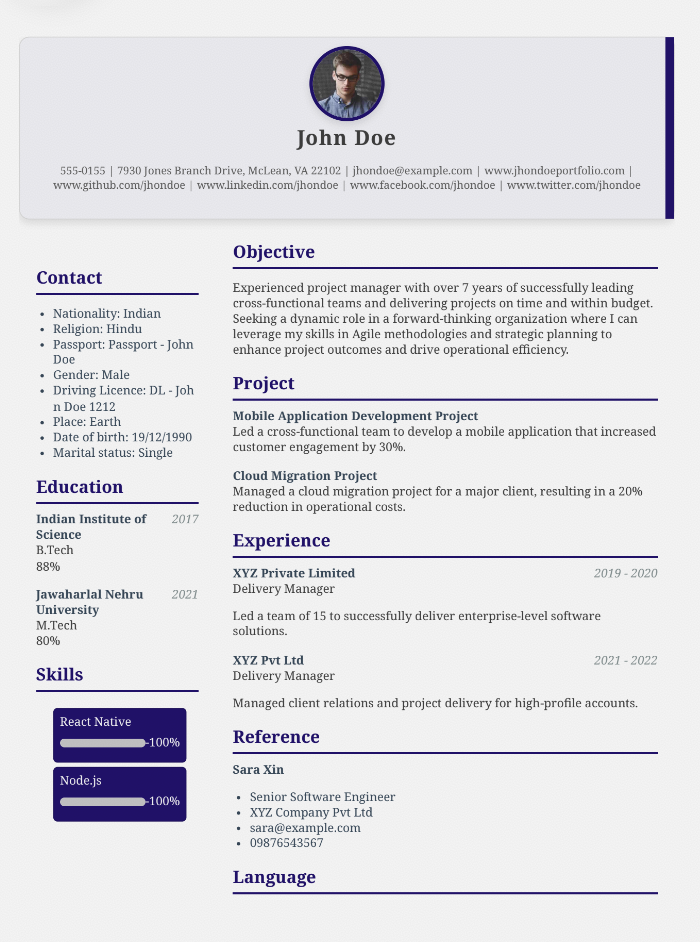 John Doe
555-0155 | 7930 Jones Branch Drive, McLean, VA 22102 | jhondoe@example.com | www.jhondoeportfolio.com |
www.github.com/jhondoe | www.linkedin.com/jhondoe | www.facebook.com/jhondoe | www.twitter.com/jhondoe
Contact
• Nationality: Indian
• Religion: Hindu
• Passport: Passport - John
Doe
• Gender: Male
• Driving Licence: DL - Joh
n Doe 1212
• Place: Earth
• Date of birth: 19/12/1990
• Marital status: Single
Education
Indian Institute of 2017
Science
B.Tech
88%
Jawaharlal Nehru 2021
University
M.Tech
80%
Skills
React Native
-100%
Node.js
-100%
Objective
Experienced project manager with over 7 years of successfully leading
cross-functional teams and delivering projects on time and within budget.
Seeking a dynamic role in a forward-thinking organization where I can
leverage my skills in Agile methodologies and strategic planning to
enhance project outcomes and drive operational efficiency.
Project
Mobile Application Development Project
Led a cross-functional team to develop a mobile application that increased
customer engagement by 30%.
Cloud Migration Project
Managed a cloud migration project for a major client, resulting in a 20%
reduction in operational costs.
Experience
XYZ Private Limited 2019 - 2020
Delivery Manager
Led a team of 15 to successfully deliver enterprise-level software
solutions.
XYZ Pvt Ltd 2021 - 2022
Delivery Manager
Managed client relations and project delivery for high-profile accounts.
Reference
Sara Xin
• Senior Software Engineer
• XYZ Company Pvt Ltd
• sara@example.com
• 09876543567
Language